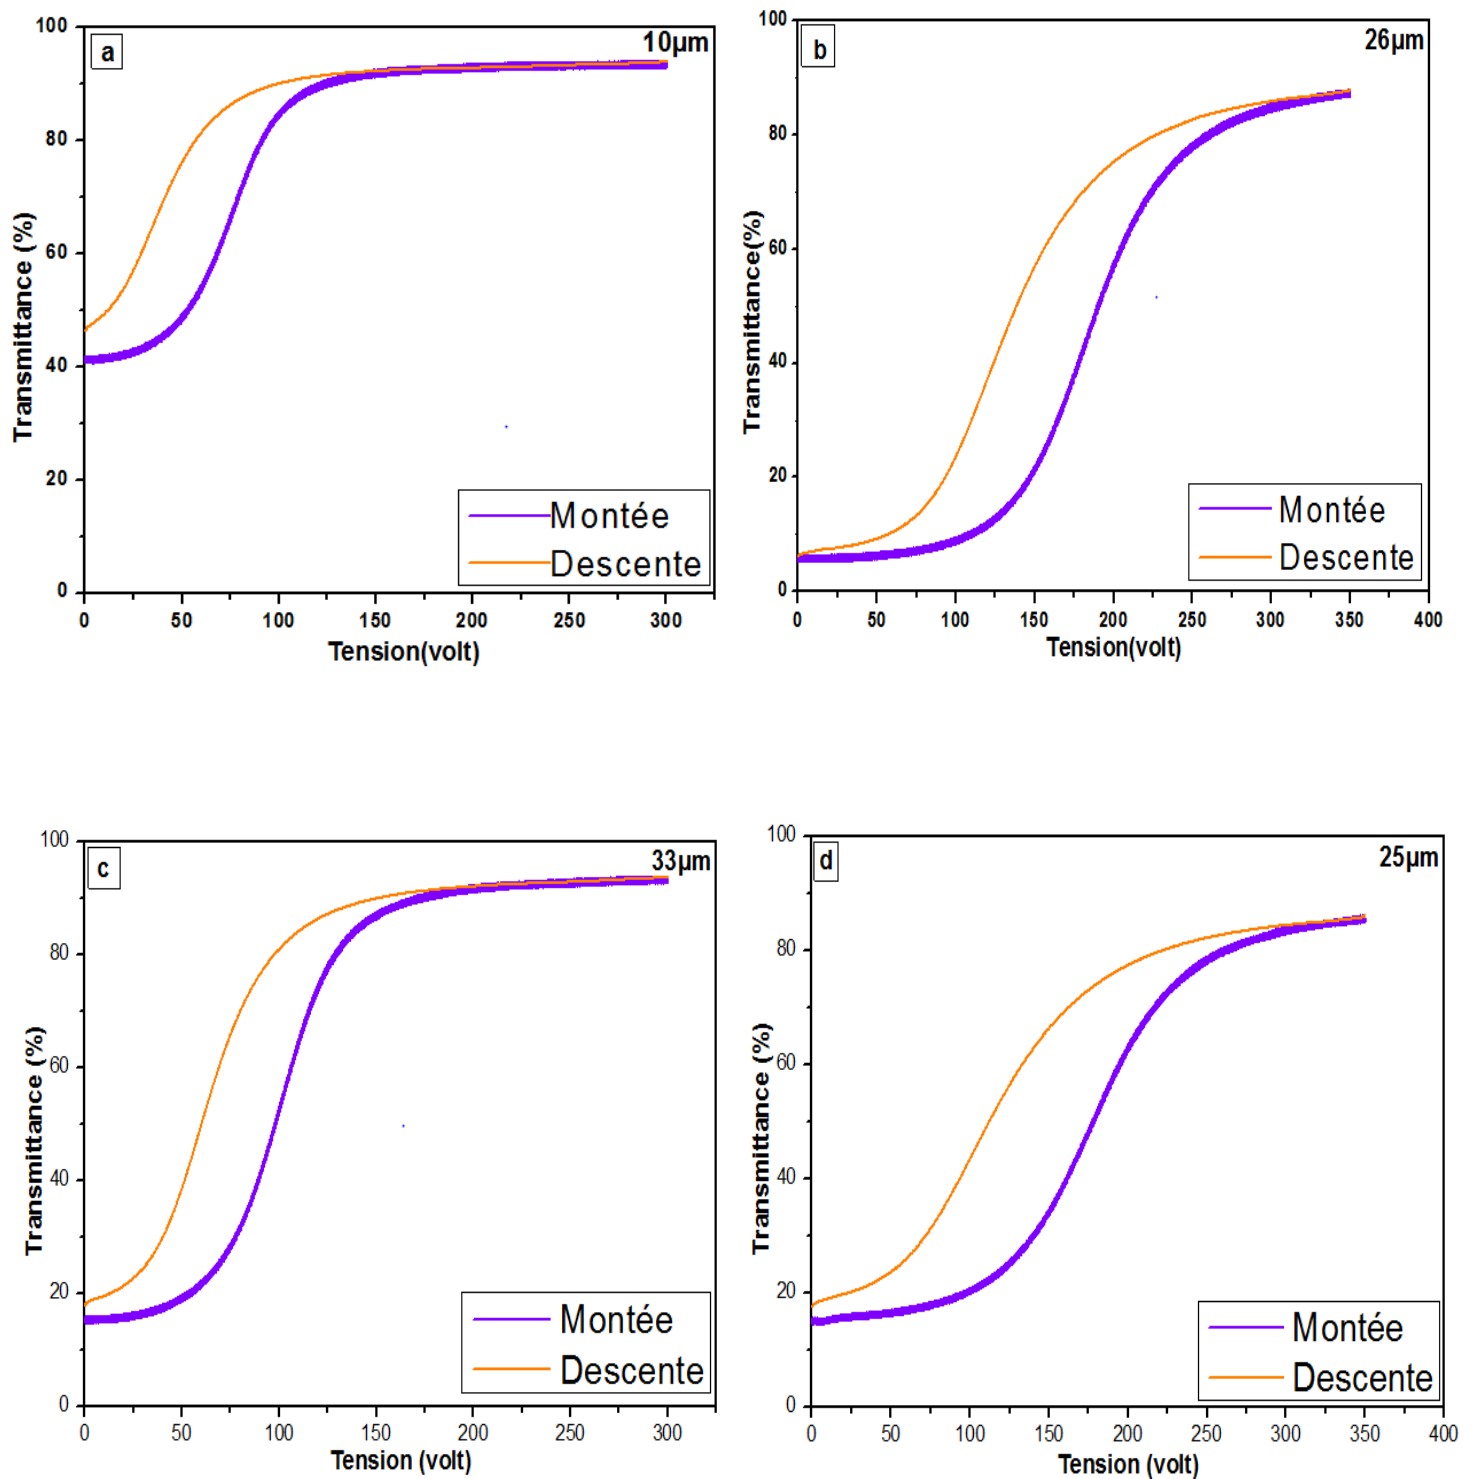 a
10µm
100
80
60
40
20
0
Transmittance (%)
Montée
Descente
0 50 100 150 200 250 300
Tension(volt)
b
26µm
100
80
60
40
20
0
Transmittance(%)
Montée
Descente
0 50 100 150 200 250 300 350 400
Tension(volt)
c
33µm
100
80
60
40
20
0
Transmittance (%)
Montée
Descente
0 50 100 150 200 250 300
Tension (volt)
d
25µm
100
80
60
40
20
0
Transmittance (%)
Montée
Descente
0 50 100 150 200 250 300 350 400
Tension (volt)